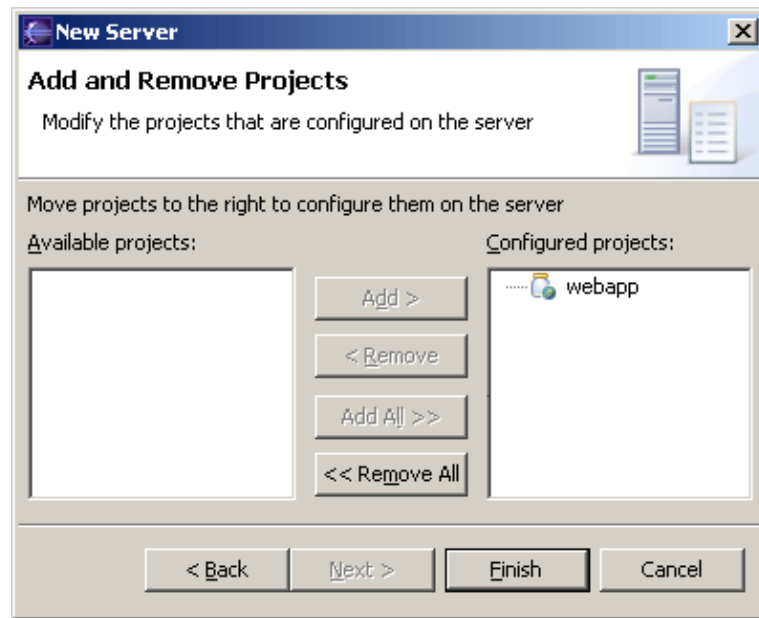 New Server
Add and Remove Projects
Modify the projects that are configured on the server
Move projects to the right to configure them on the server
Available projects:
Configured projects:
webapp
Add >
< Remove
Add All >>
<< Remove All
< Back
Next >
Finish
Cancel